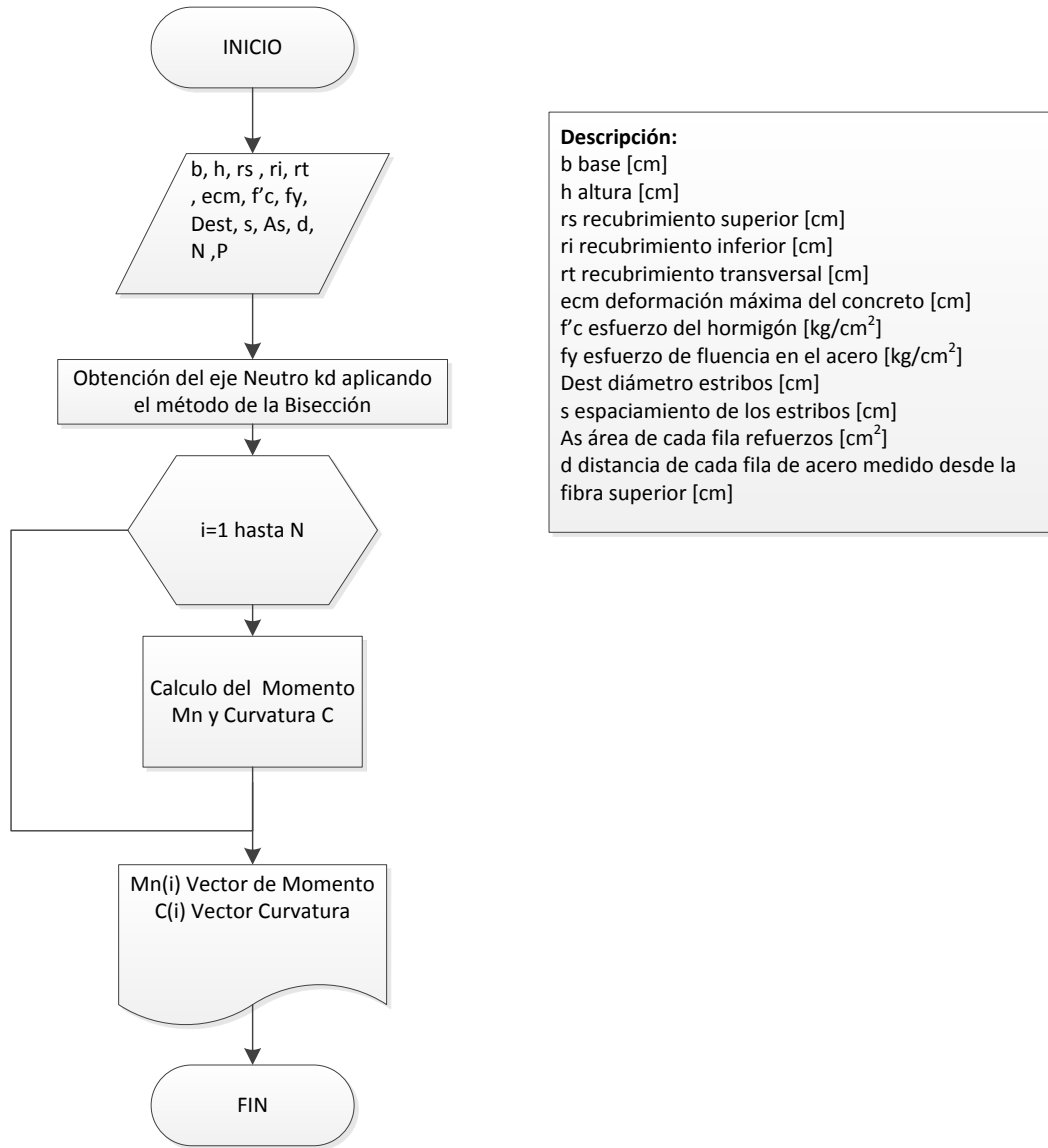 INICIO
b, h, rs , ri, rt
, ecm, f'c, fy,
Dest, s, As, d,
N ,P
Obtención del eje Neutro kd aplicando
el método de la Bisección
i=1 hasta N
Calculo del Momento
Mn y Curvatura C
Mn(i) Vector de Momento
C(i) Vector Curvatura
FIN
Descripción:
b base [cm]
h altura [cm]
rs recubrimiento superior [cm]
ri recubrimiento inferior [cm]
rt recubrimiento transversal [cm]
ecm deformación máxima del concreto [cm]
f'c esfuerzo del hormigón [kg/cm²]
fy esfuerzo de fluencia en el acero [kg/cm²]
Dest diámetro estribos [cm]
s espaciamiento de los estribos [cm]
As área de cada fila refuerzos [cm²]
d distancia de cada fila de acero medido desde la
fibra superior [cm]